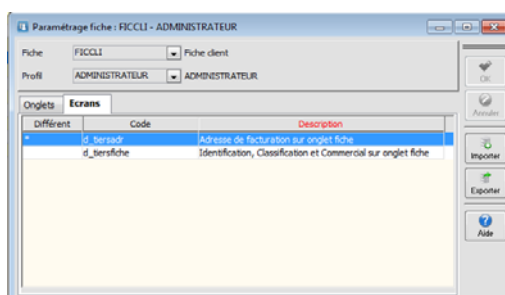 Paramétrage fiche : FICCLI - ADMINISTRATEUR
Fiche FICCLI Fiche client
Profil ADMINISTRATEUR ADMINISTRATEUR
OK
Annuler
Onglets Ecrans
Différent Code Description
* d_tiersadr Adresse de facturation sur onglet fiche
d_tiersfiche Identification, Classification et Commercial sur onglet fiche
Importer
Exporter
Aide